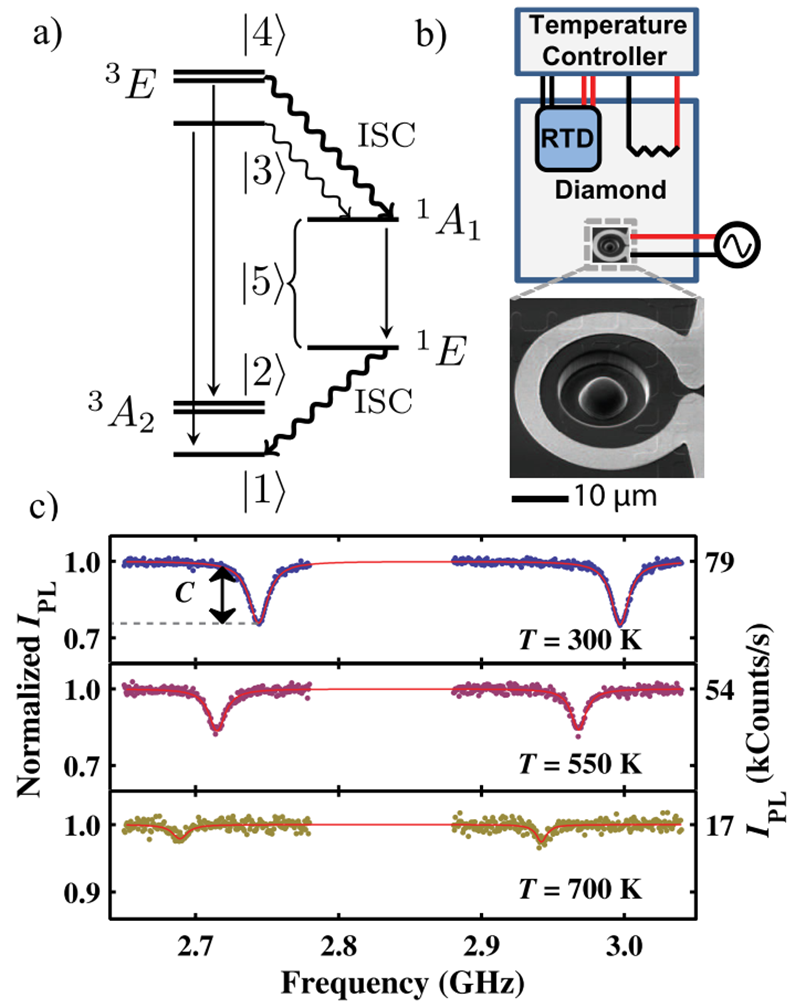 a)
|4⟩
³E
ISC
|3⟩
¹A₁
|5⟩
¹E
|2⟩
³A₂
ISC
|1⟩
b)
Temperature
Controller
RTD
Diamond
10 μm
c)
Normalized I_PL
1.0
0.7
C
T = 300 K
79
1.0
0.7
T = 550 K
54
1.0
0.9
T = 700 K
17
I_PL (kCounts/s)
2.7 2.8 2.9 3.0
Frequency (GHz)